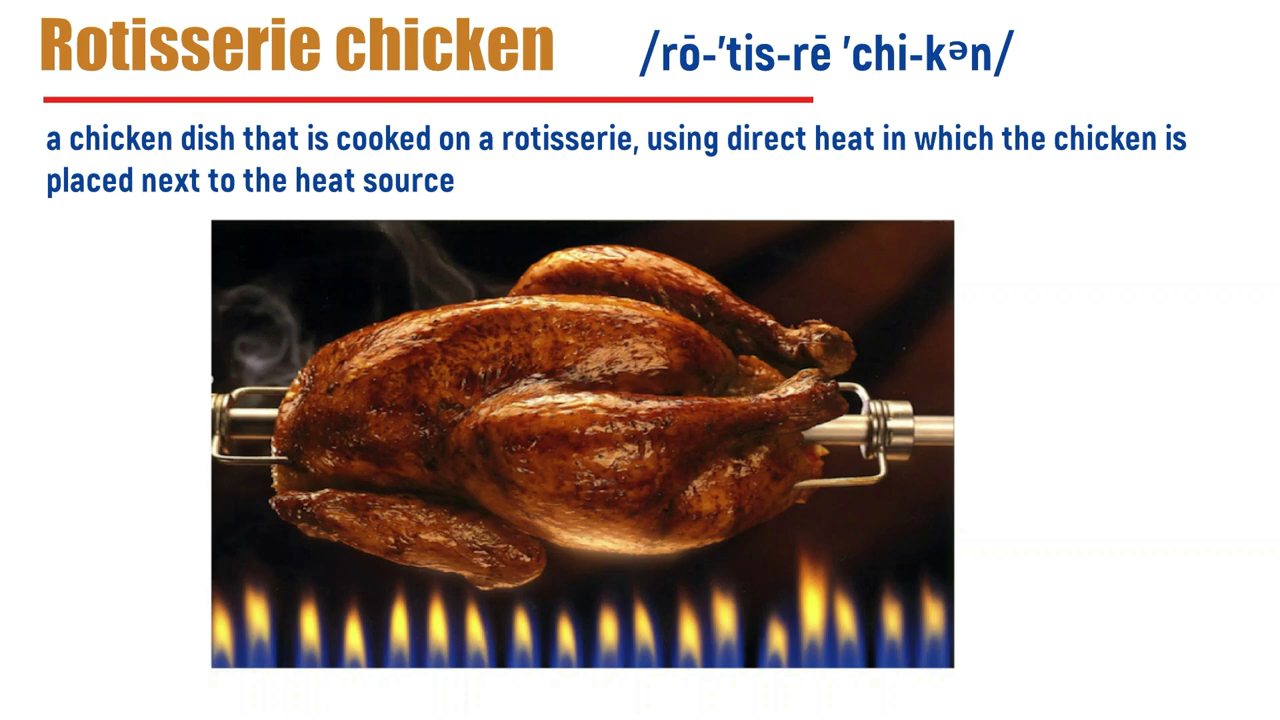 Rotisserie chicken /rō-ˈtis-rē ˈchi-kᵊn/
a chicken dish that is cooked on a rotisserie, using direct heat in which the chicken is
placed next to the heat source